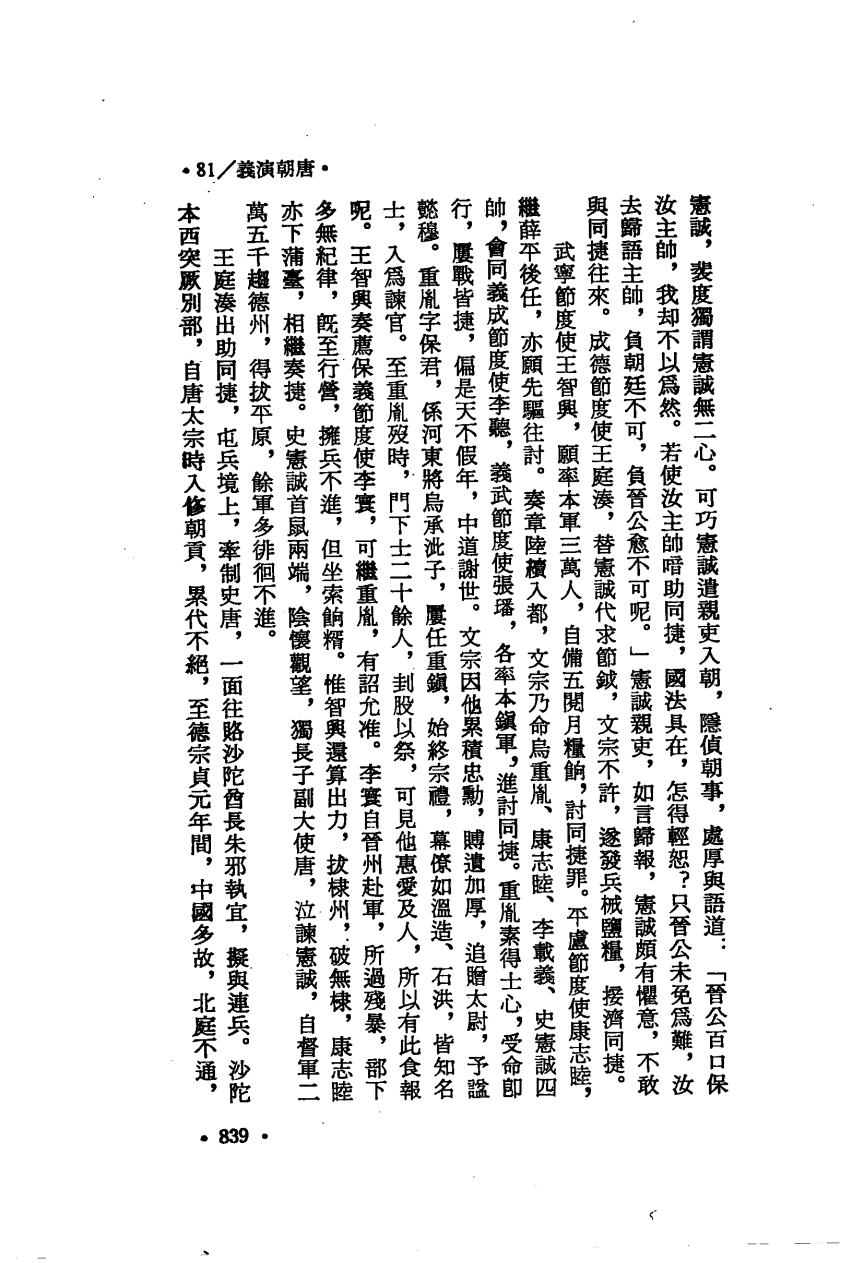 •81／義演朝唐•
憲誠，裴度獨謂憲誠無二心。可巧憲誠遣親吏入朝，隱偵朝事，處厚與語道：「晉公百口保
汝主帥，我却不以爲然。若使汝主帥暗助同捷，國法具在，怎得輕恕？只晉公未免爲難，汝
去歸語主帥，負朝廷不可，負晉公愈不可呢。」憲誠親吏，如言歸報，憲誠頗有懼意，不敢
與同捷往來。成德節度使王庭湊，替憲誠代求節鉞，文宗不許，遂發兵械鹽糧，接濟同捷。
武寧節度使王智興，願率本軍三萬人，自備五閱月糧餉，討同捷罪。平盧節度使康志睦，
繼薛平後任，亦願先驅往討。奏章陸續入都，文宗乃命烏重胤、康志睦、李載義、史憲誠四
帥，會同義成節度使李聽，義武節度使張璠，各率本鎭軍，進討同捷。重胤素得士心，受命卽
行，屢戰皆捷，偏是天不假年，中道謝世。文宗因他累積忠勳，賻遺加厚，追贈太尉，予諡
懿穆。重胤字保君，係河東將烏承玼子，屢任重鎭，始終宗禮，幕僚如溫造、石洪，皆知名
士，入爲諫官。至重胤歿時，門下士二十餘人，刲股以祭，可見他惠愛及人，所以有此食報
呢。王智興奏薦保義節度使李寰，可繼重胤，有詔允准。李寰自晉州赴軍，所過殘暴，部下
多無紀律，旣至行營，擁兵不進，但坐索餉糈。惟智興還算出力，拔棣州，破無棣，康志睦
亦下蒲臺，相繼奏捷。史憲誠首鼠兩端，陰懷觀望，獨長子副大使唐，泣諫憲誠，自督軍二
萬五千趨德州，得拔平原，餘軍多徘徊不進。
王庭湊出助同捷，屯兵境上，牽制史唐，一面往賂沙陀酋長朱邪執宜，擬與連兵。沙陀
本西突厥別部，自唐太宗時入修朝貢，累代不絕，至德宗貞元年間，中國多故，北庭不通，
•839•